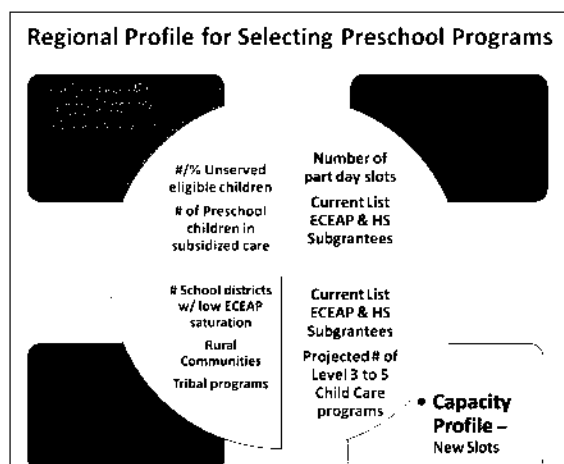 Regional Profile for Selecting Preschool Programs
#/% Unserved
eligible children
# of Preschool
children in
subsidized care
Number of
part day slots
Current List
ECEAP & HS
Subgrantees
# School districts
w/ low ECEAP
saturation
Rural
Communities
Tribal programs
Current List
ECEAP & HS
Subgrantees
Projected # of
Level 3 to 5
Child Care
programs
• Capacity
Profile –
New Slots